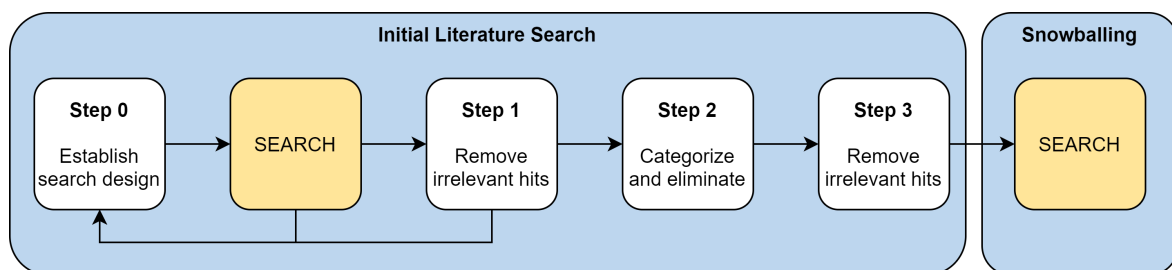 Initial Literature Search
Snowballing
Step 0
Establish
search design
SEARCH
Step 1
Remove
irrelevant hits
Step 2
Categorize
and eliminate
Step 3
Remove
irrelevant hits
SEARCH